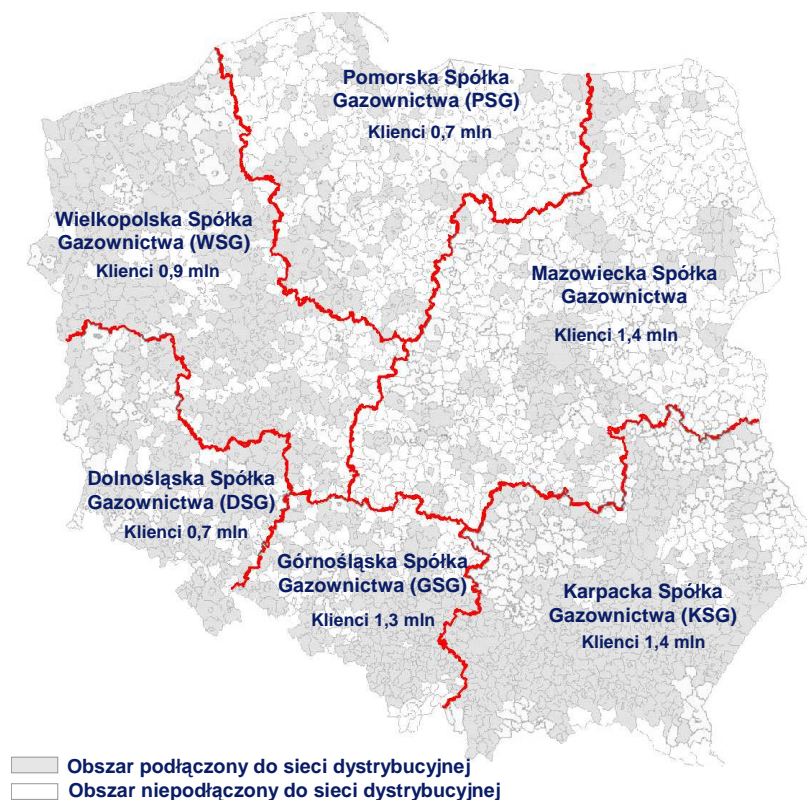 Pomorska Spółka
Gazownictwa (PSG)
Klienci 0,7 mln
Wielkopolska Spółka
Gazownictwa (WSG)
Klienci 0,9 mln
Mazowiecka Spółka
Gazownictwa
Klienci 1,4 mln
Dolnośląska Spółka
Gazownictwa (DSG)
Klienci 0,7 mln
Górnośląska Spółka
Gazownictwa (GSG)
Klienci 1,3 mln
Karpacka Spółka
Gazownictwa (KSG)
Klienci 1,4 mln
Obszar podłączony do sieci dystrybucyjnej
Obszar niepodłączony do sieci dystrybucyjnej